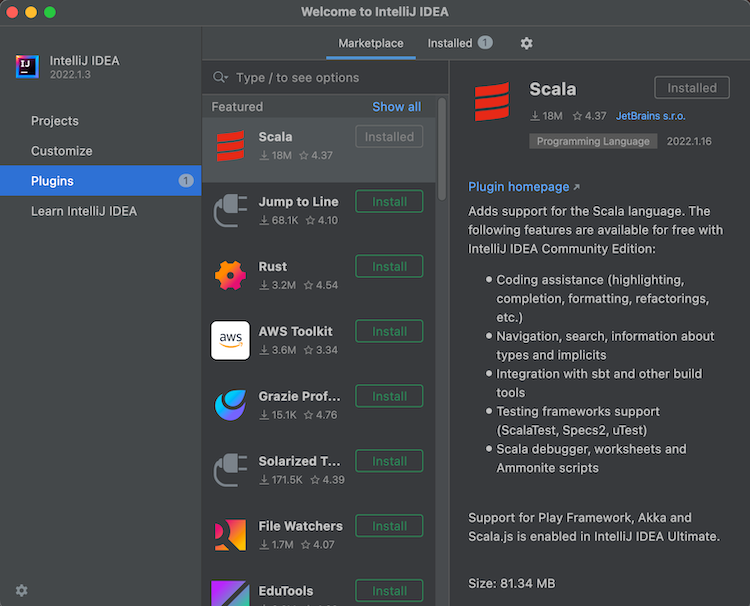 Welcome to IntelliJ IDEA
IJ
IntelliJ IDEA
2022.1.3
Projects
Customize
Plugins 1
Learn IntelliJ IDEA
Marketplace Installed 1
Type / to see options
Featured Show all
Scala Installed
18M 4.37
Jump to Line Install
68.1K 4.10
Rust Install
3.2M 4.54
aws
AWS Toolkit Install
3.6M 3.34
Grazie Prof... Install
15.1K 4.76
Solarized T... Install
171.5K 4.39
File Watchers Install
1.7M 4.07
EduTools Install
Scala Installed
18M 4.37 JetBrains s.r.o.
Programming Language 2022.1.16
Plugin homepage ↗
Adds support for the Scala language. The
following features are available for free with
IntelliJ IDEA Community Edition:
• Coding assistance (highlighting,
completion, formatting, refactorings,
etc.)
• Navigation, search, information about
types and implicits
• Integration with sbt and other build
tools
• Testing frameworks support
(ScalaTest, Specs2, uTest)
• Scala debugger, worksheets and
Ammonite scripts
Support for Play Framework, Akka and
Scala.js is enabled in IntelliJ IDEA Ultimate.
Size: 81.34 MB